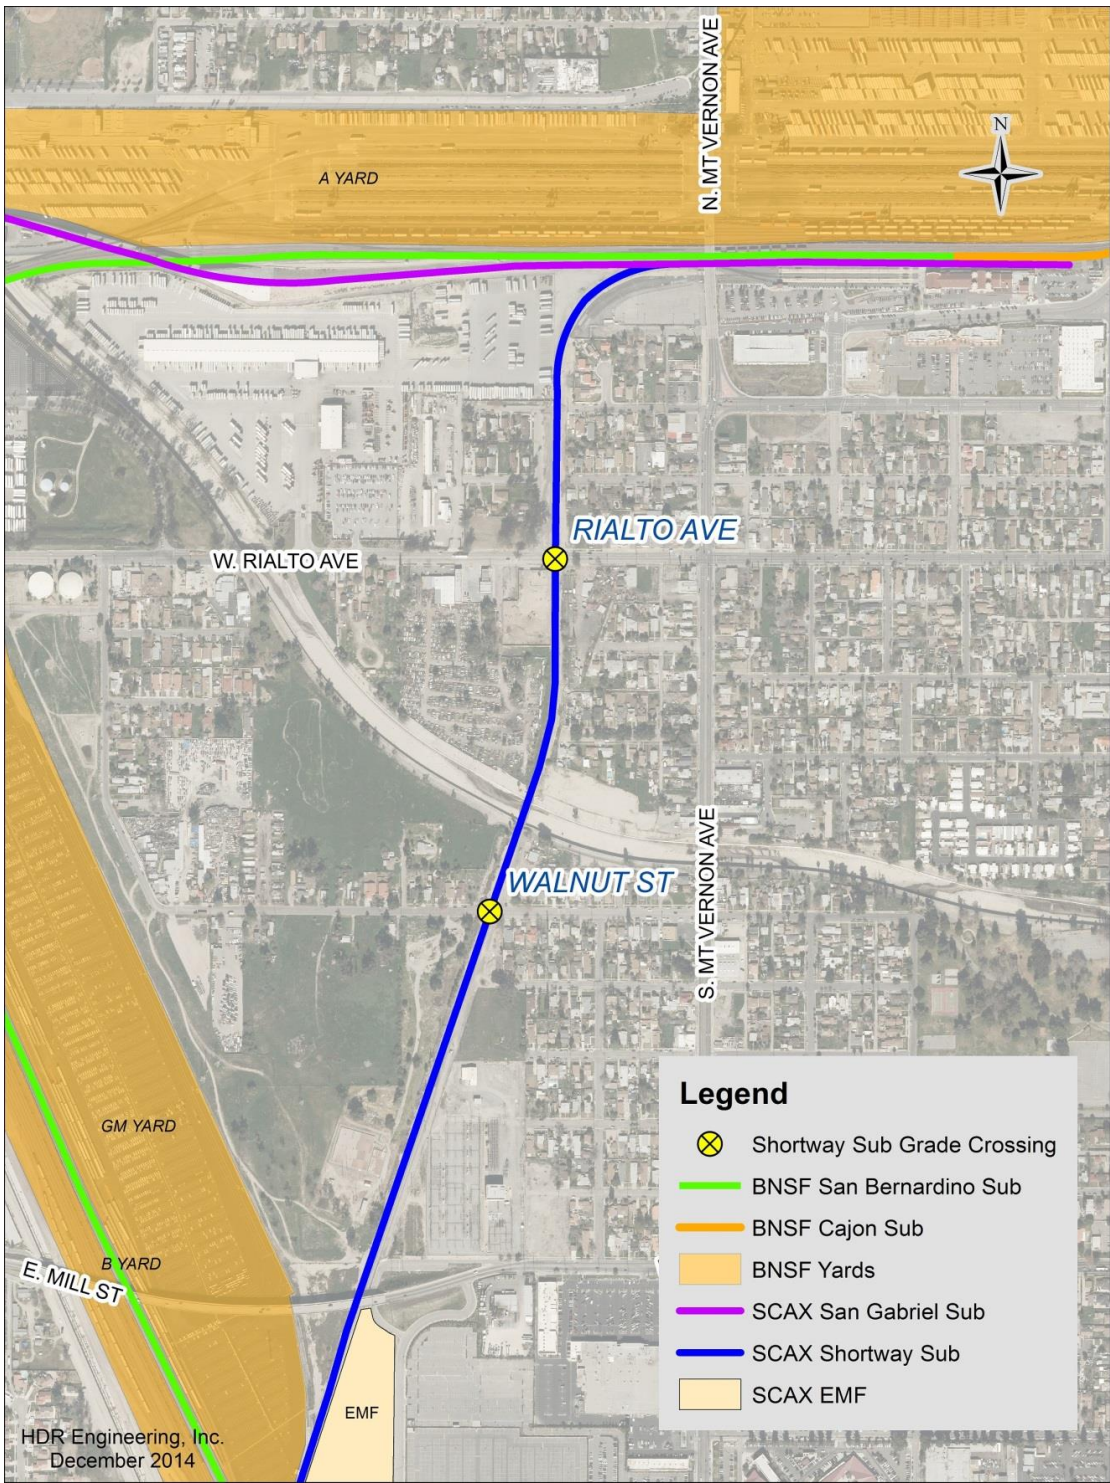 N. MT VERNON AVE
N
A YARD
RIALTO AVE
W. RIALTO AVE
WALNUT ST
S. MT VERNON AVE
GM YARD
B YARD
E. MILL ST
EMF
HDR Engineering, Inc.
December 2014
Legend
Shortway Sub Grade Crossing
BNSF San Bernardino Sub
BNSF Cajon Sub
BNSF Yards
SCAX San Gabriel Sub
SCAX Shortway Sub
SCAX EMF